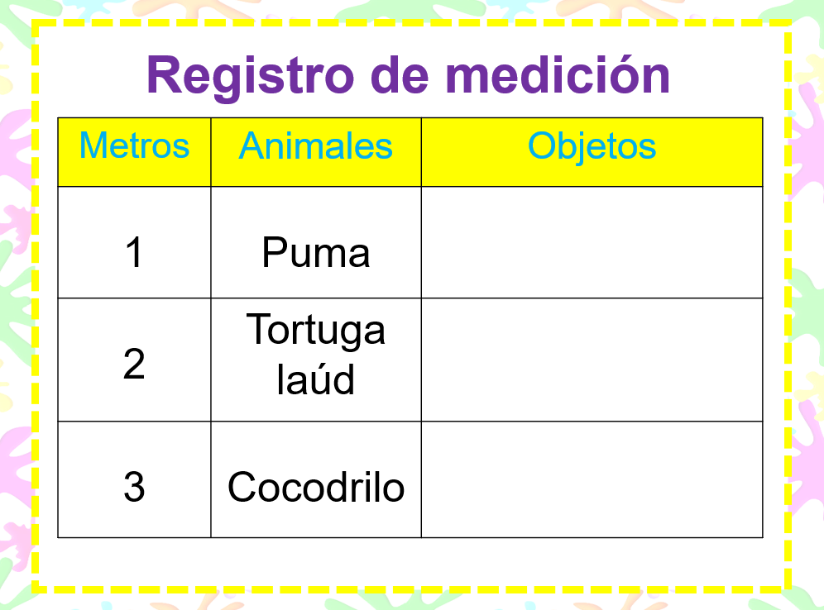 Registro de medición
Metros Animales Objetos
1 Puma
2 Tortuga
laúd
3 Cocodrilo